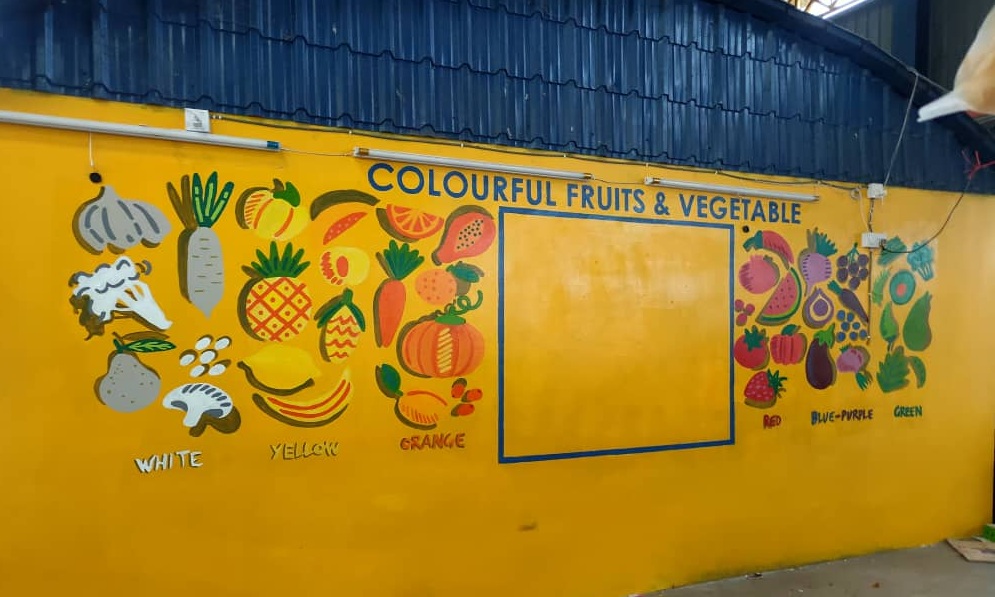 COLOURFUL FRUITS & VEGETABLE
WHITE
YELLOW
ORANGE
RED
BLUE-PURPLE
GREEN